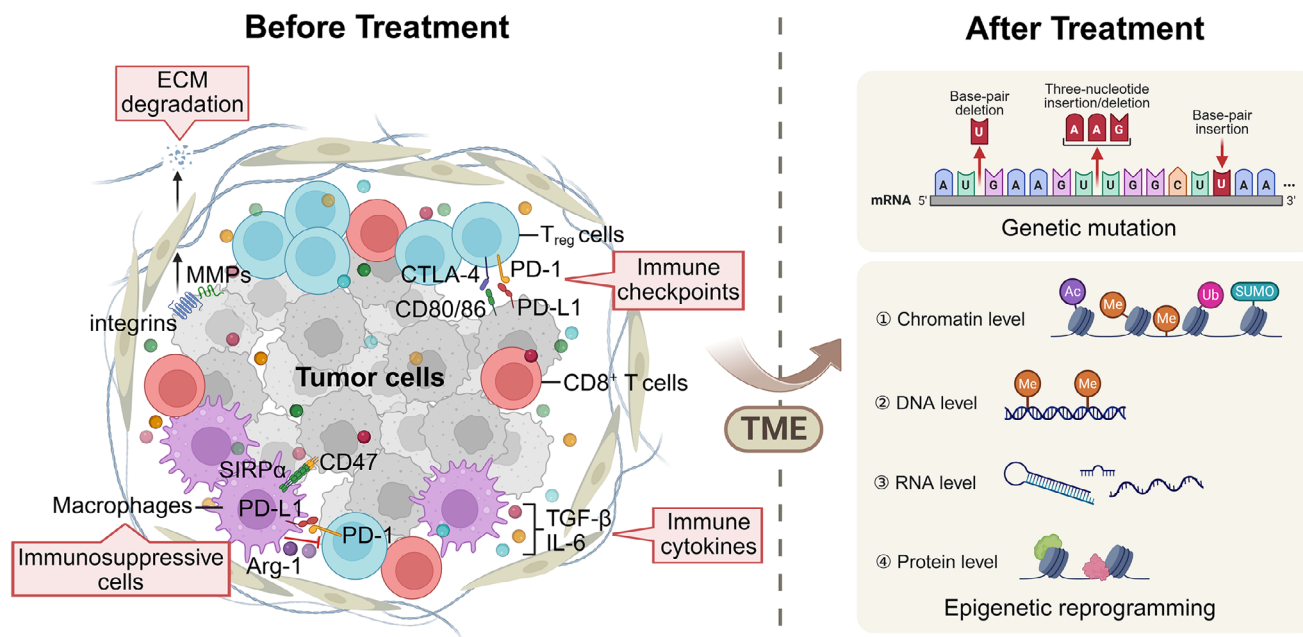 Before Treatment
ECM
degradation
MMPs
integrins
T_reg cells
CTLA-4
PD-1
CD80/86
PD-L1
Immune
checkpoints
Tumor cells
CD8⁺ T cells
SIRPα
CD47
Macrophages
PD-L1
PD-1
Arg-1
Immunosuppressive
cells
TGF-β
IL-6
Immune
cytokines
TME
After Treatment
Base-pair
deletion
U
Three-nucleotide
insertion/deletion
A A G
Base-pair
insertion
A U G A A G U U G G C U U A A ...
mRNA 5' 3'
Genetic mutation
① Chromatin level
Ac Me Me Ub SUMO
② DNA level
Me Me
③ RNA level
④ Protein level
Epigenetic reprogramming